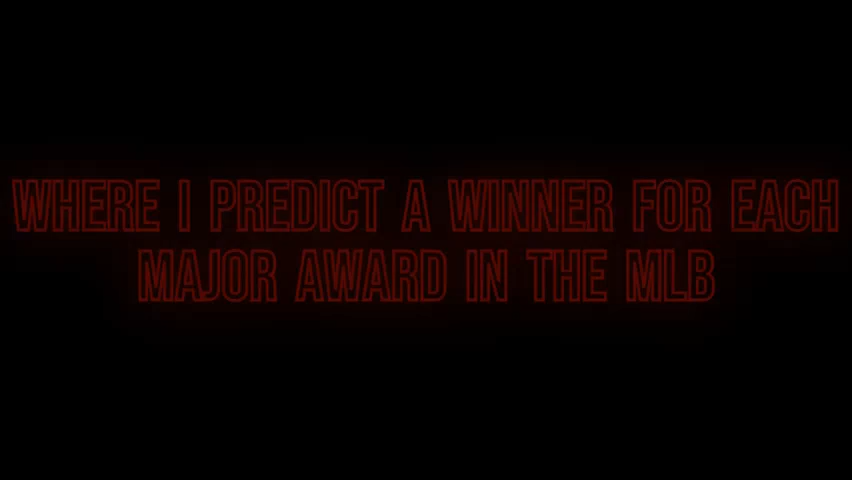 WHERE I PREDICT A WINNER FOR EACH
MAJOR AWARD IN THE MLB